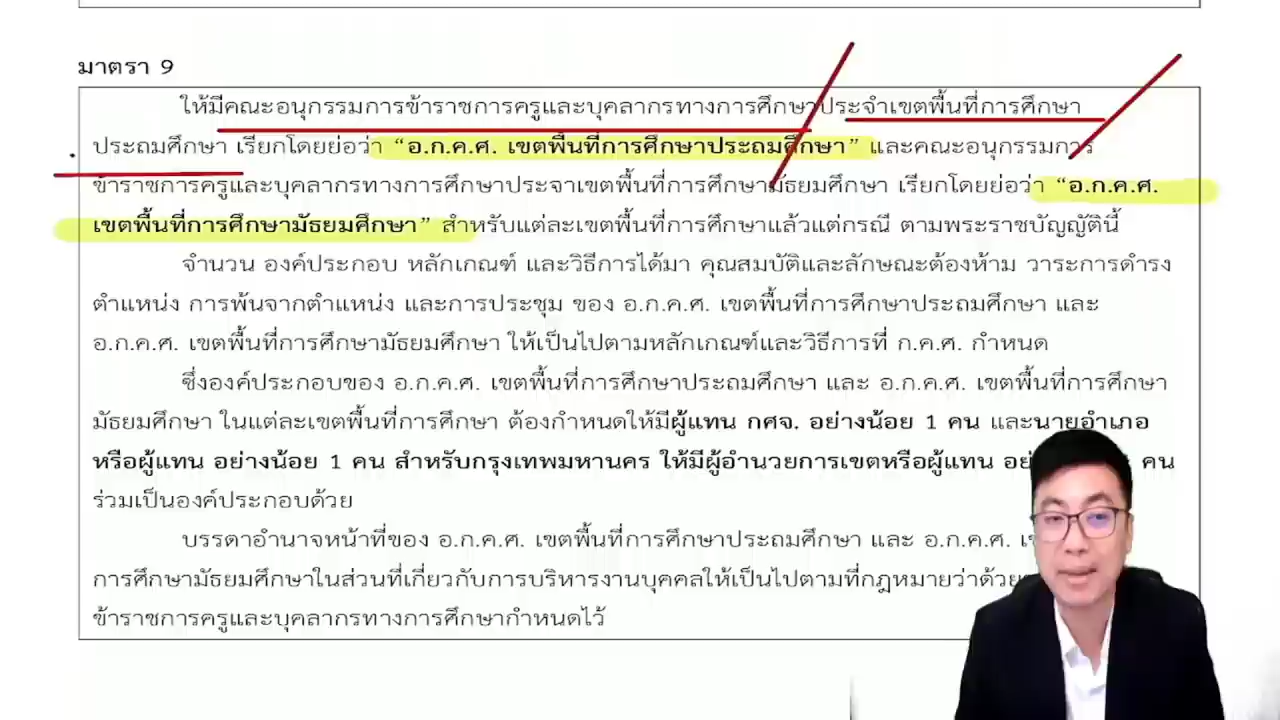 มาตรา 9
ให้มีคณะอนุกรรมการข้าราชการครูและบุคลากรทางการศึกษาประจำเขตพื้นที่การศึกษา
ประถมศึกษา เรียกโดยย่อว่า “อ.ก.ค.ศ. เขตพื้นที่การศึกษาประถมศึกษา” และคณะอนุกรรมการ
ข้าราชการครูและบุคลากรทางการศึกษาประจาเขตพื้นที่การศึกษามัธยมศึกษา เรียกโดยย่อว่า “อ.ก.ค.ศ.
เขตพื้นที่การศึกษามัธยมศึกษา” สำหรับแต่ละเขตพื้นที่การศึกษาแล้วแต่กรณี ตามพระราชบัญญัตินี้
จำนวน องค์ประกอบ หลักเกณฑ์ และวิธีการได้มา คุณสมบัติและลักษณะต้องห้าม วาระการดำรง
ตำแหน่ง การพ้นจากตำแหน่ง และการประชุม ของ อ.ก.ค.ศ. เขตพื้นที่การศึกษาประถมศึกษา และ
อ.ก.ค.ศ. เขตพื้นที่การศึกษามัธยมศึกษา ให้เป็นไปตามหลักเกณฑ์และวิธีการที่ ก.ค.ศ. กำหนด
ซึ่งองค์ประกอบของ อ.ก.ค.ศ. เขตพื้นที่การศึกษาประถมศึกษา และ อ.ก.ค.ศ. เขตพื้นที่การศึกษา
มัธยมศึกษา ในแต่ละเขตพื้นที่การศึกษา ต้องกำหนดให้มีผู้แทน กศจ. อย่างน้อย 1 คน และนายอำเภอ
หรือผู้แทน อย่างน้อย 1 คน สำหรับกรุงเทพมหานคร ให้มีผู้อำนวยการเขตหรือผู้แทน คน
ร่วมเป็นองค์ประกอบด้วย
บรรดาอำนาจหน้าที่ของ อ.ก.ค.ศ. เขตพื้นที่การศึกษาประถมศึกษา และ อ.ก.ค.ศ.
การศึกษามัธยมศึกษาในส่วนที่เกี่ยวกับการบริหารงานบุคคลให้เป็นไปตามที่กฎหมายว่าด้วย
ข้าราชการครูและบุคลากรทางการศึกษากำหนดไว้